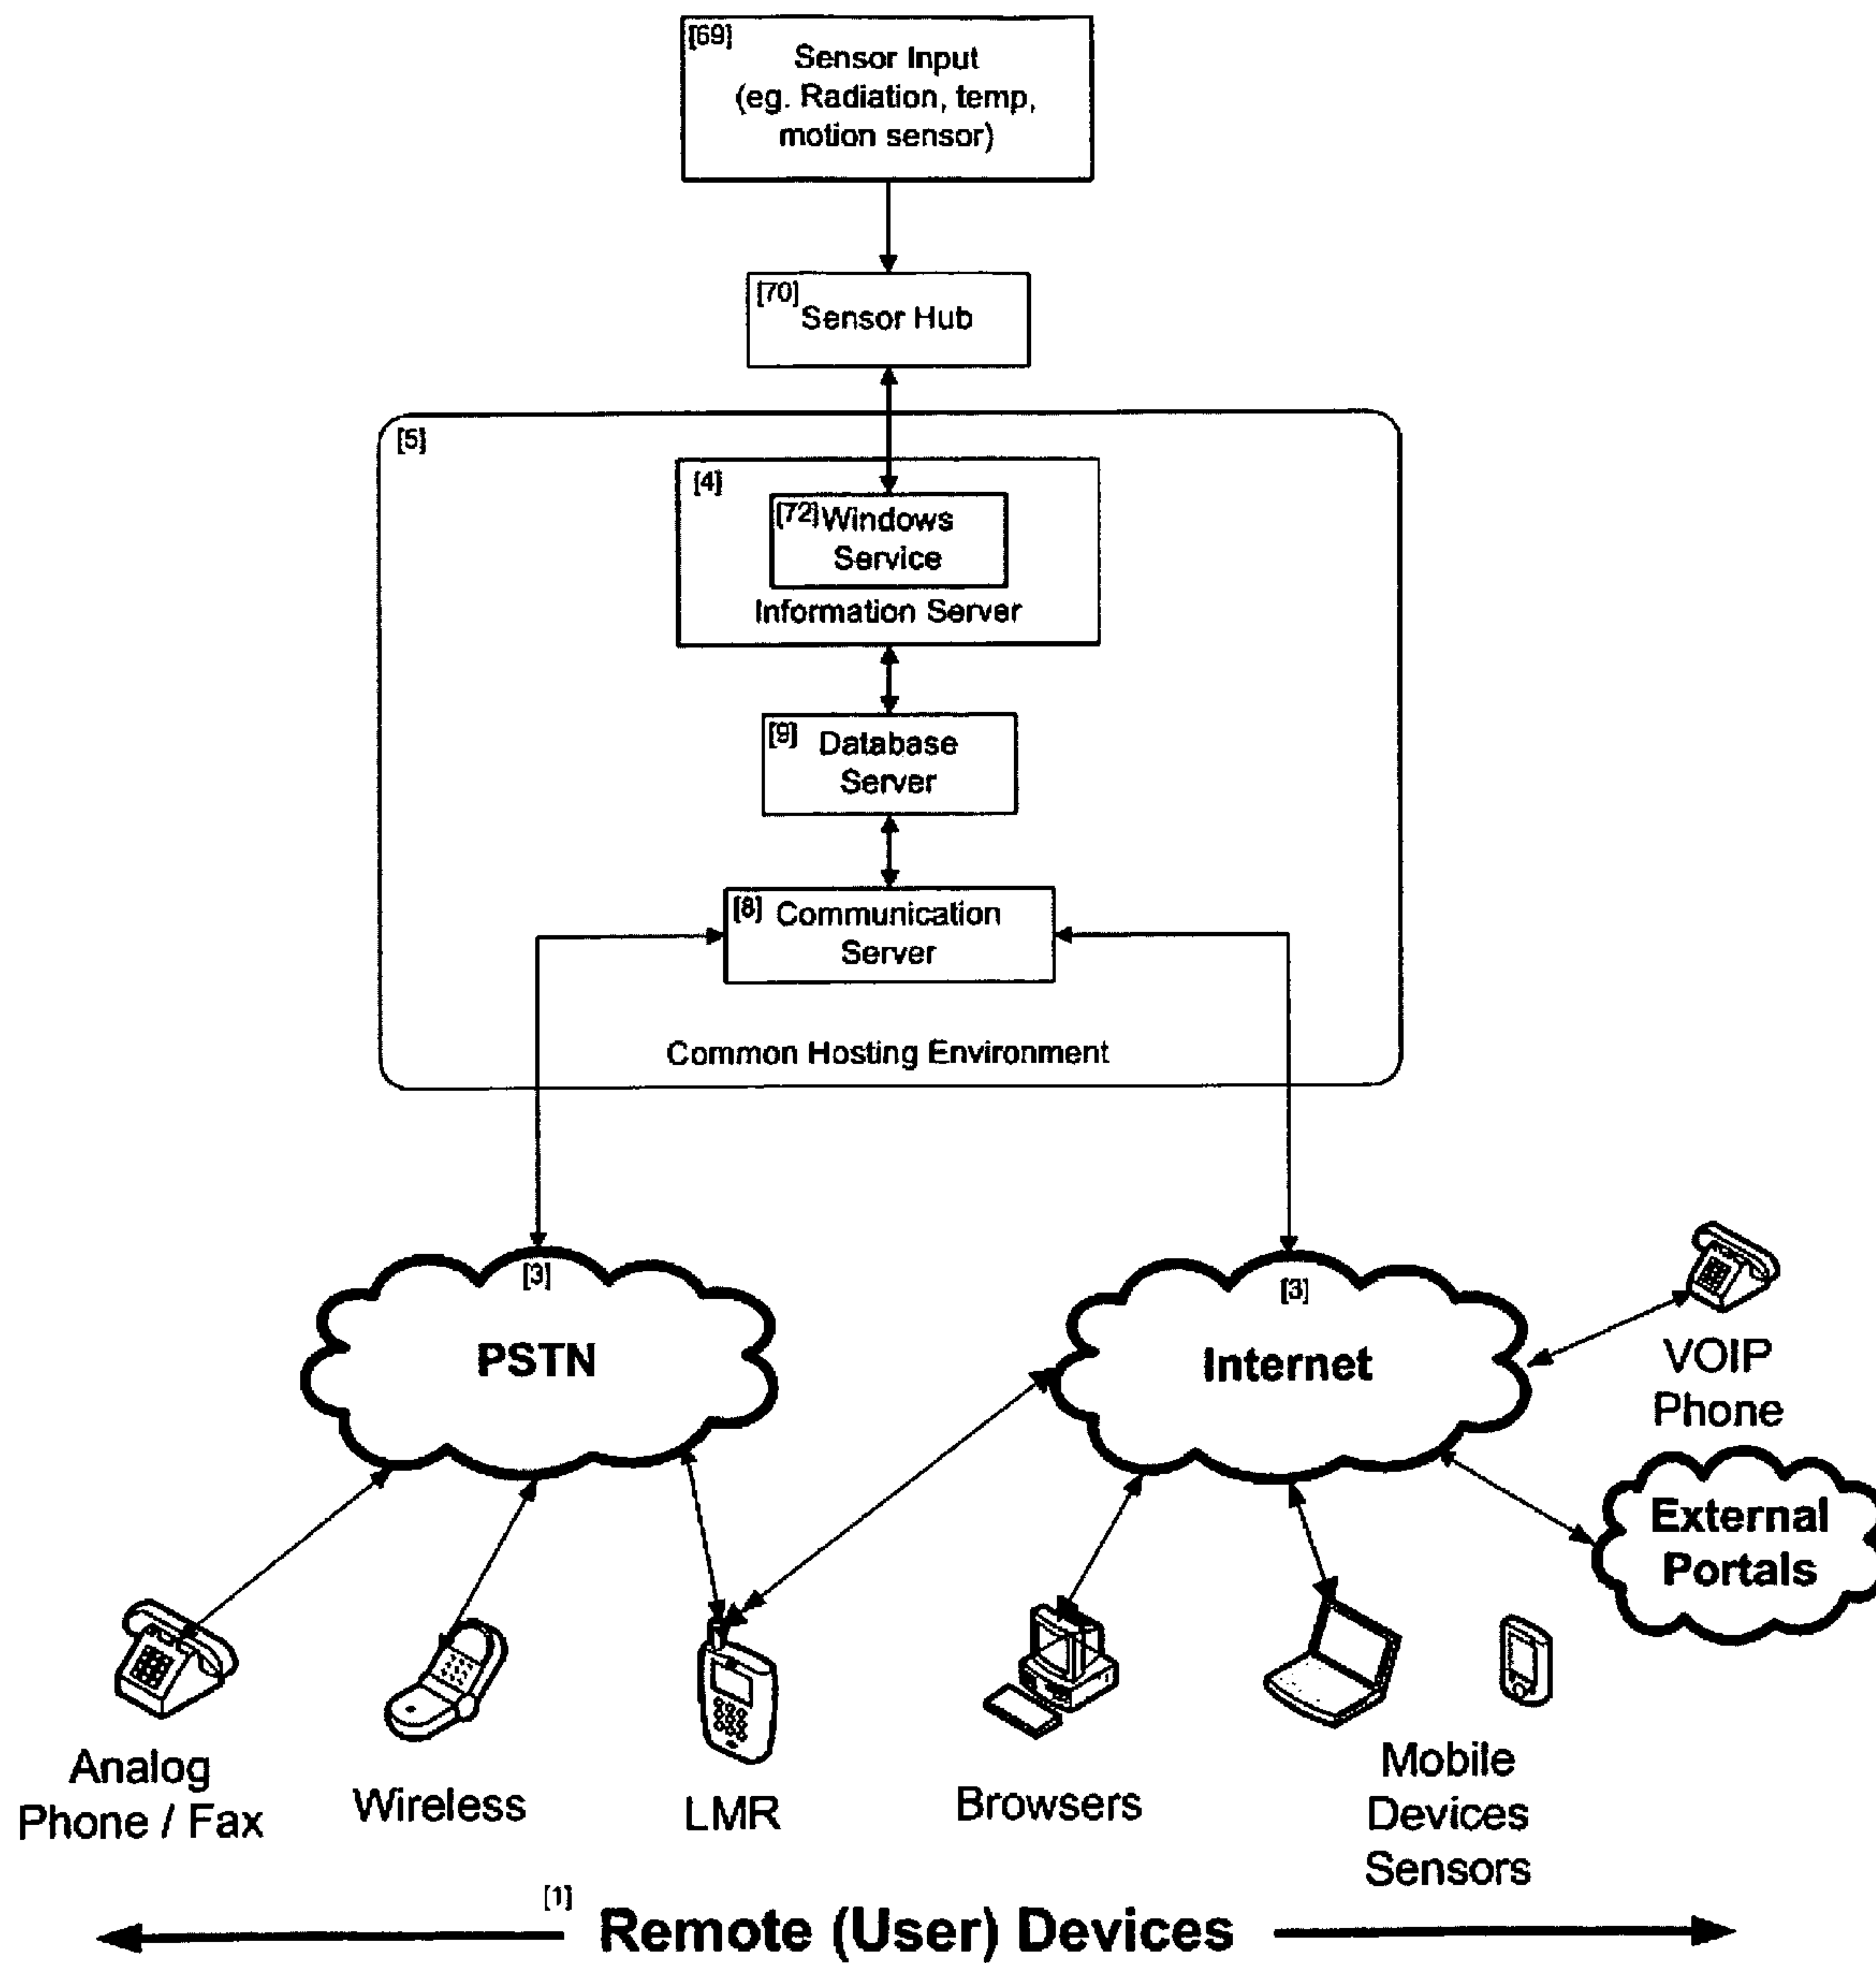 [69]
Sensor Input
(eg. Radiation, temp,
motion sensor)
[70]
Sensor Hub
[5]
[4]
[72] Windows
Service
Information Server
[9]
Database
Server
[8] Communication
Server
Common Hosting Environment
[3]
PSTN
[3]
Internet
VOIP
Phone
External
Portals
Analog
Phone / Fax
Wireless
LMR
Browsers
Mobile
Devices
Sensors
[1]
Remote (User) Devices